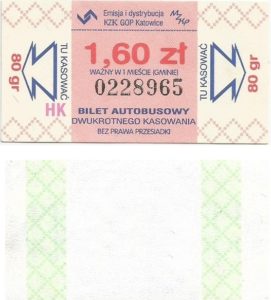 Emisja i dystrybucja
KZK GOP Katowice
1,60 zł
WAŻNY W 1 MIEŚCIE (GMINIE)
0228965
BILET AUTOBUSOWY
DWUKROTNEGO KASOWANIA
BEZ PRAWA PRZESIADKI
80 gr
TU KASOWAĆ
HK
TU KASOWAĆ
80 gr